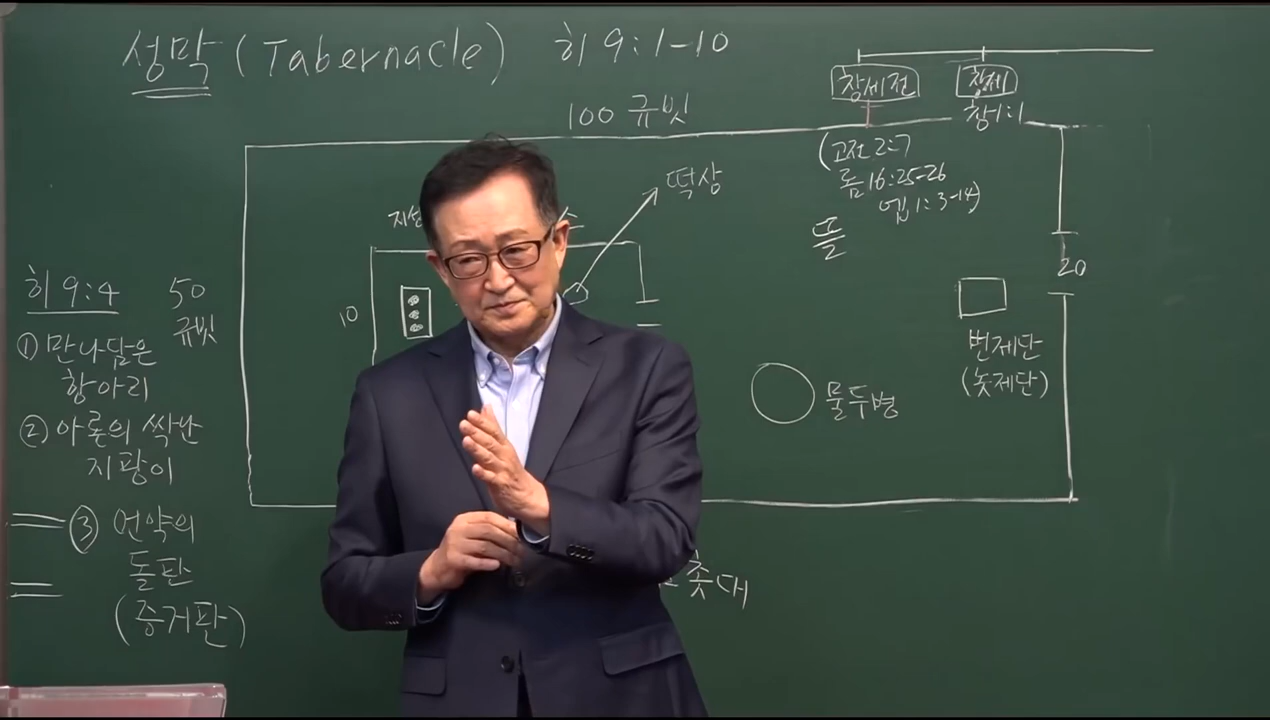 성막 (Tabernacle) 히 9:1-10
창세전
창제
창1:1
100 규빗
(고전 2:7
롬 16:25-26
엡 1:3-14)
떡상
뜰
지성
20
10
히 9:4
50
규빗
① 만나담은
항아리
② 아론의 싹난
지팡이
③ 언약의
돌판
(증거판)
번제단
(놋제단)
물두멍
촛대